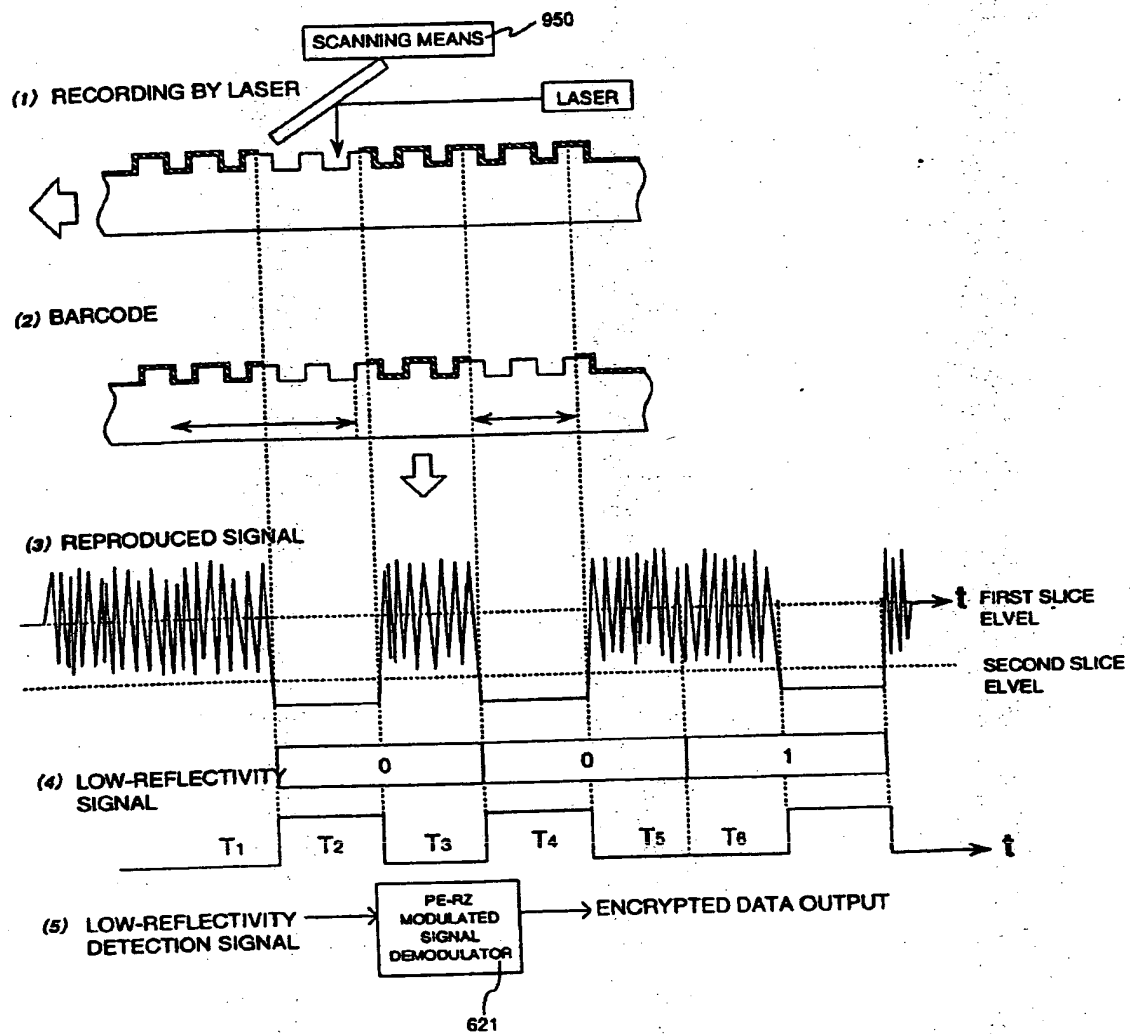 950
SCANNING MEANS
(1) RECORDING BY LASER
LASER
(2) BARCODE
(3) REPRODUCED SIGNAL
t FIRST SLICE
ELVEL
SECOND SLICE
ELVEL
0 0 1
(4) LOW-REFLECTIVITY
SIGNAL
T1 T2 T3 T4 T5 T6
t
(5) LOW-REFLECTIVITY
DETECTION SIGNAL
PE-RZ
MODULATED
SIGNAL
DEMODULATOR
ENCRYPTED DATA OUTPUT
621